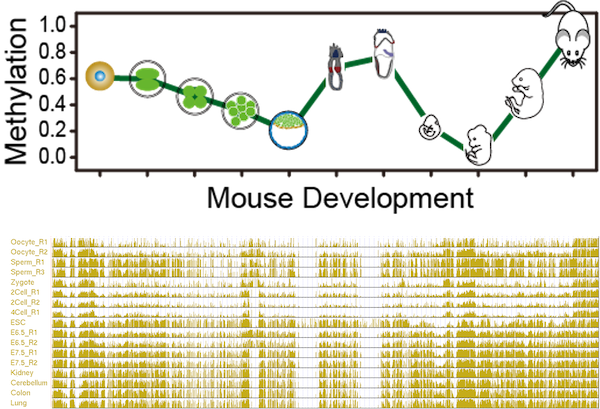 Methylation
1.0
0.8
0.6
0.4
0.2
0.0
Mouse Development
Oocyte_R1
Oocyte_R2
Sperm_R1
Sperm_R3
Zygote
2Cell_R1
2Cell_R2
4Cell_R1
ESC
E6.5_R1
E6.5_R2
E7.5_R1
E7.5_R2
Kidney
Cerebellum
Colon
Lung